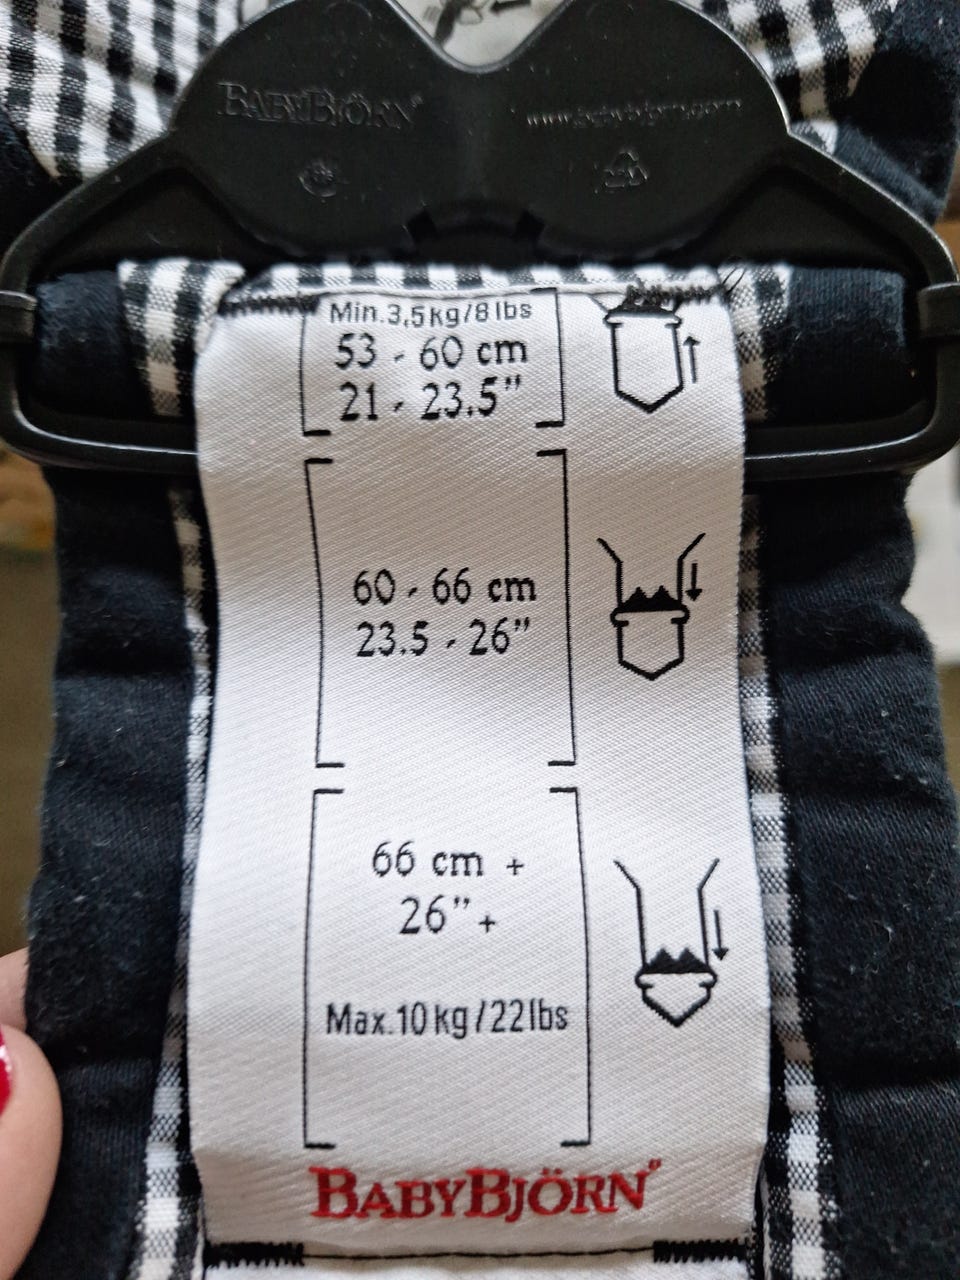 BABYBJÖRN®
www.babybjorn.com
Min.3,5kg/8lbs
53 - 60 cm
21 - 23.5"
60 - 66 cm
23.5 - 26"
66 cm +
26" +
Max.10kg/22lbs
BABYBJÖRN®